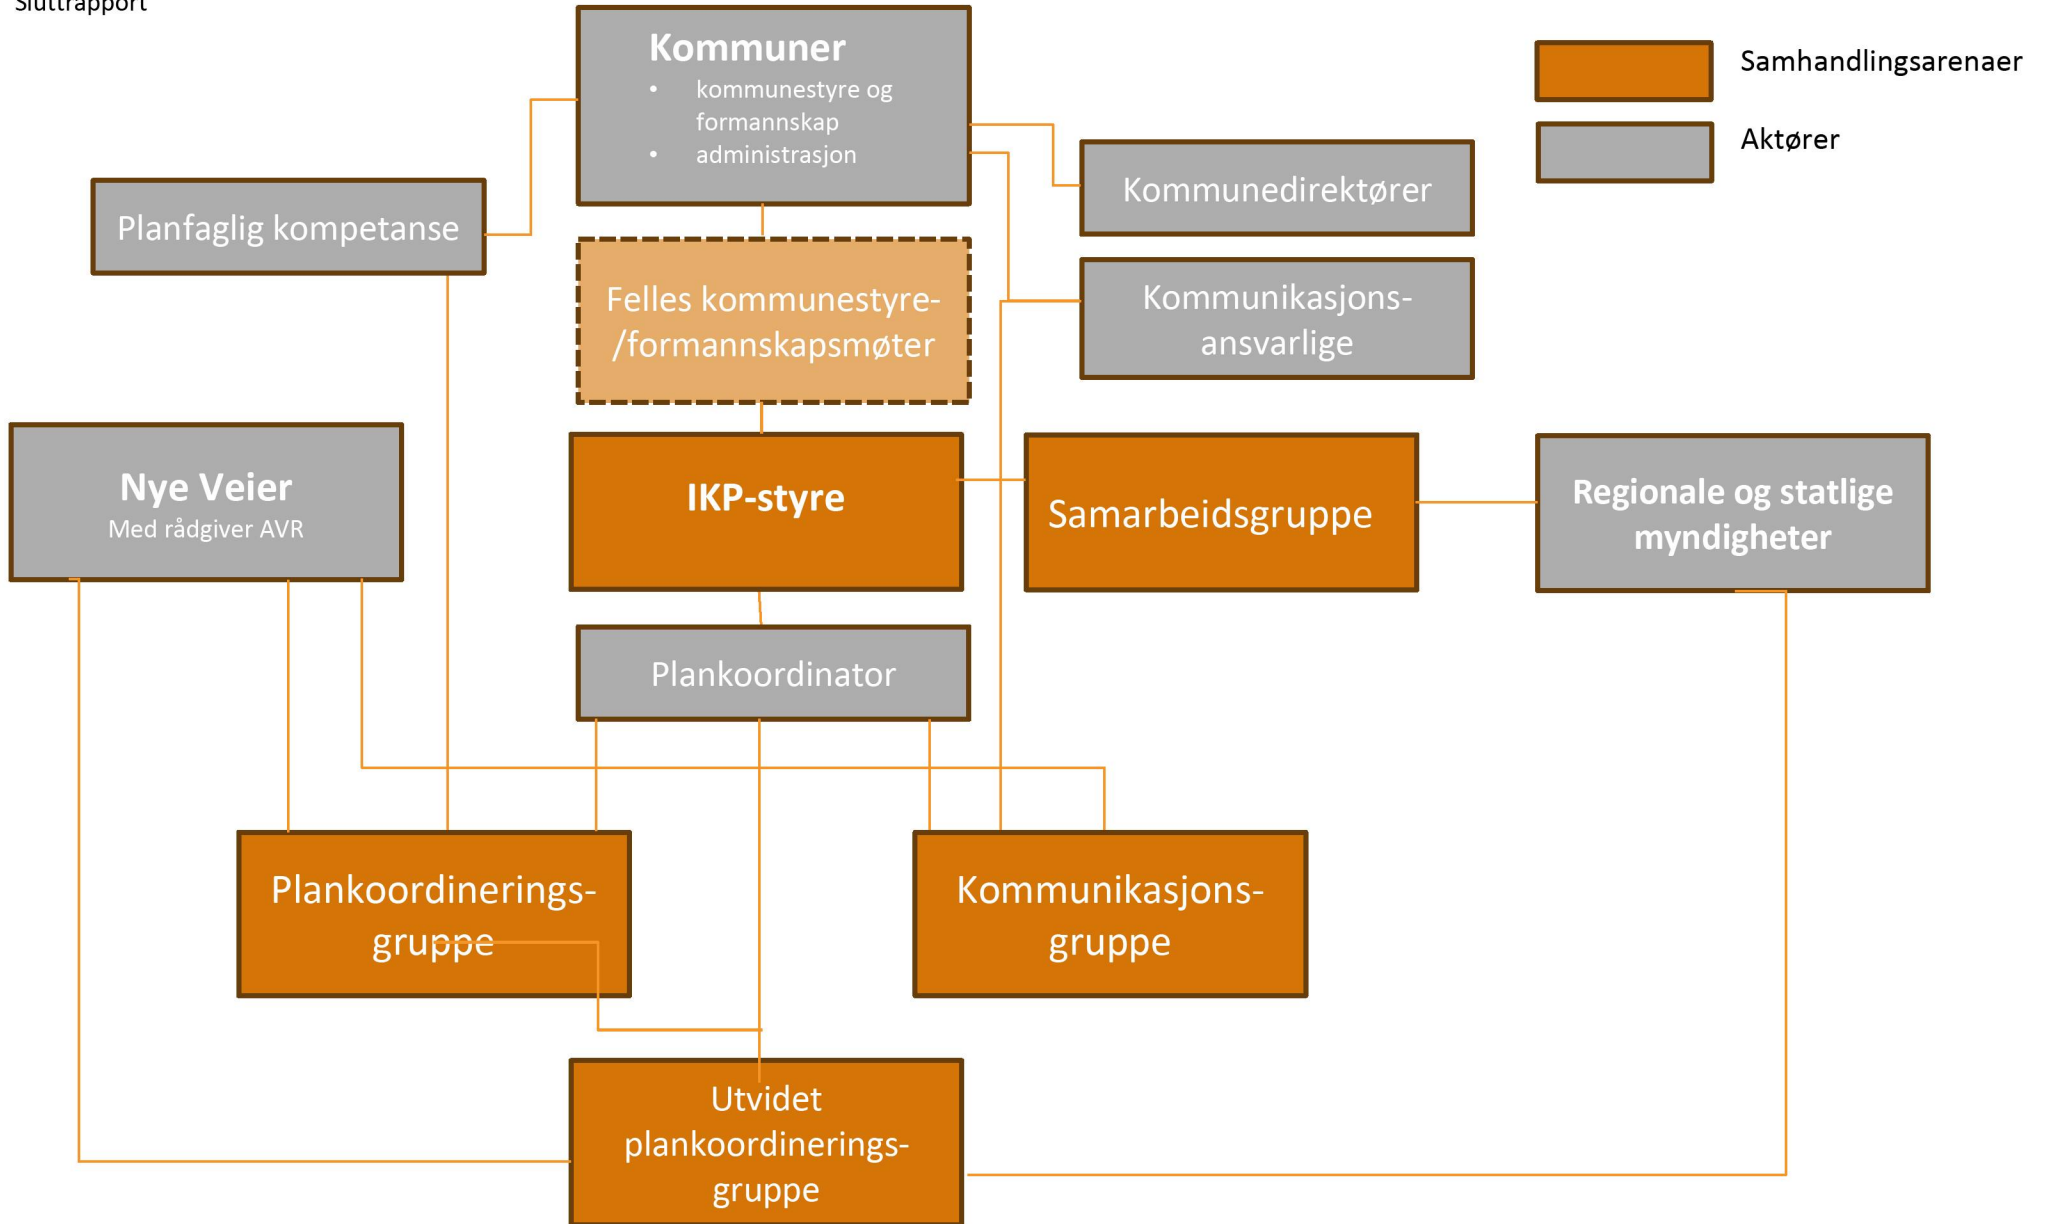 Sluttrapport
Kommuner
• kommunestyre og
formannskap
• administrasjon
Samhandlingsarenaer
Aktører
Planfaglig kompetanse
Kommunedirektører
Felles kommunestyre-
/formannskapsmøter
Kommunikasjons-
ansvarlige
Nye Veier
Med rådgiver AVR
IKP-styre
Samarbeidsgruppe
Regionale og statlige
myndigheter
Plankoordinator
Plankoordinerings-
gruppe
Kommunikasjons-
gruppe
Utvidet
plankoordinerings-
gruppe